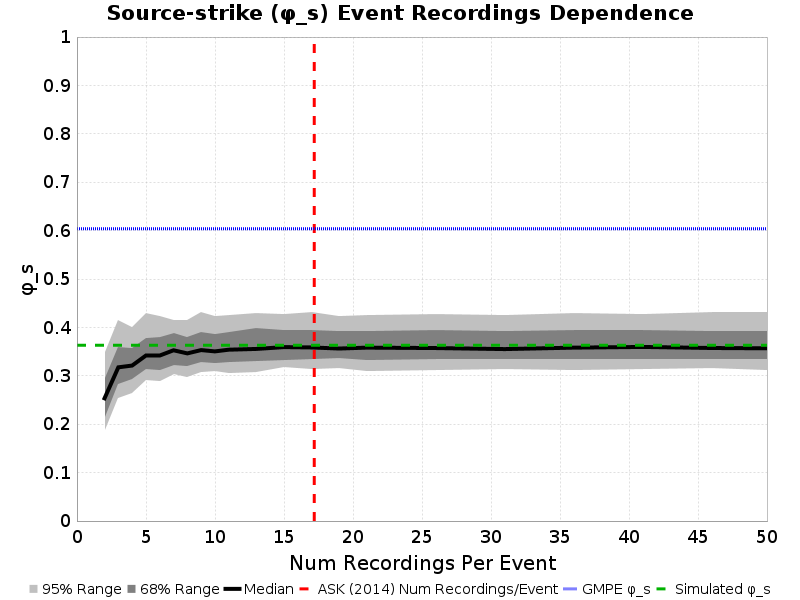 Source-strike (φ_s) Event Recordings Dependence
1
0.9
0.8
0.7
0.6
0.5
0.4
0.3
0.2
0.1
0
φ_s
0 5 10 15 20 25 30 35 40 45 50
Num Recordings Per Event
95% Range 68% Range Median ASK (2014) Num Recordings/Event GMPE φ_s Simulated φ_s